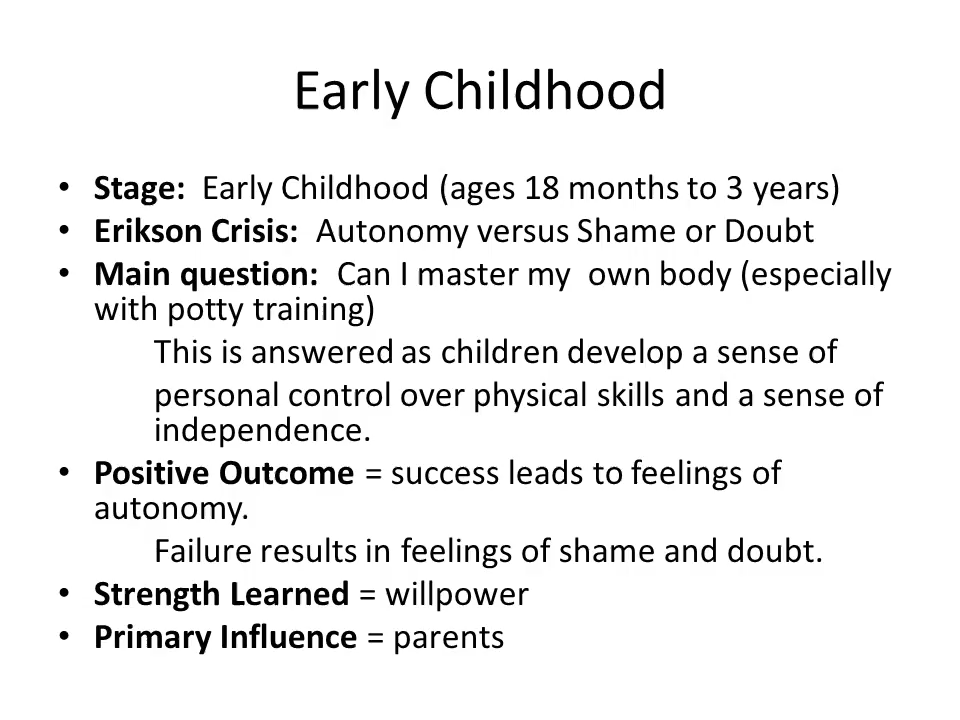 Early Childhood
• Stage:  Early Childhood (ages 18 months to 3 years)
• Erikson Crisis:  Autonomy versus Shame or Doubt
• Main question:  Can I master my  own body (especially
with potty training)
This is answered as children develop a sense of
personal control over physical skills and a sense of
independence.
• Positive Outcome = success leads to feelings of
autonomy.
Failure results in feelings of shame and doubt.
• Strength Learned = willpower
• Primary Influence = parents